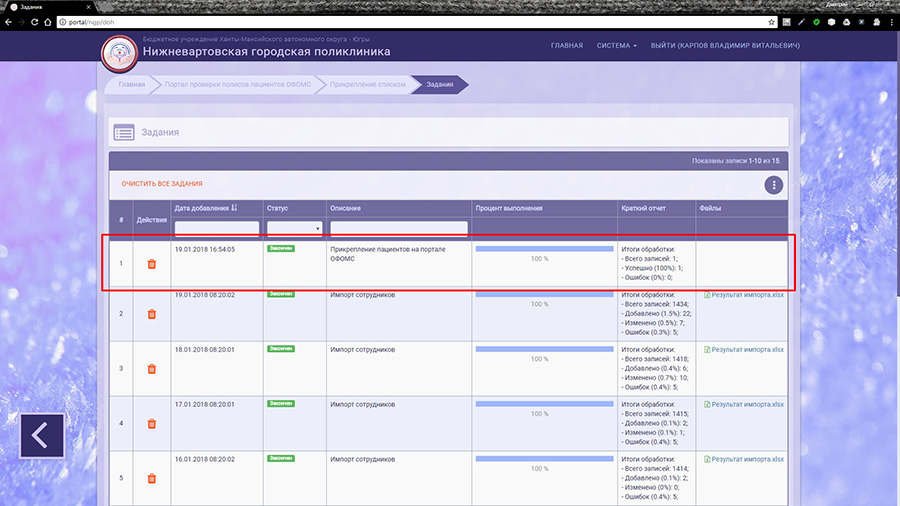 Задания
Дмитрий
portal/ngp/doh
Бюджетное учреждение Ханты-Мансийского автономного округа - Югры
Нижневартовская городская поликлиника
ГЛАВНАЯ СИСТЕМА ВЫЙТИ (КАРПОВ ВЛАДИМИР ВИТАЛЬЕВИЧ)
Главная Портал проверки полисов пациентов ОФОМС Прикрепление списком Задания
Задания
Показаны записи 1-10 из 15.
ОЧИСТИТЬ ВСЕ ЗАДАНИЯ
# Действия Дата добавления Статус Описание Процент выполнения Краткий отчет Файлы
1 19.01.2018 16:54:05 Закончен Прикрепление пациентов на портале
ОФОМС
100 %
Итоги обработки:
- Всего записей: 1;
- Успешно (100%): 1;
- Ошибок (0%): 0;
2 19.01.2018 08:20:02 Закончен Импорт сотрудников
100 %
Итоги обработки:
- Всего записей: 1434;
- Добавлено (1.5%): 22;
- Изменено (0.5%): 7;
- Ошибок (0.3%): 5;
Результат импорта.xlsx
3 18.01.2018 08:20:01 Закончен Импорт сотрудников
100 %
Итоги обработки:
- Всего записей: 1418;
- Добавлено (0.4%): 6;
- Изменено (0.7%): 10;
- Ошибок (0.4%): 5;
Результат импорта.xlsx
4 17.01.2018 08:20:01 Закончен Импорт сотрудников
100 %
Итоги обработки:
- Всего записей: 1415;
- Добавлено (0.1%): 2;
- Изменено (0.1%): 1;
- Ошибок (0.4%): 5;
Результат импорта.xlsx
5 16.01.2018 08:20:02 Закончен Импорт сотрудников
100 %
Итоги обработки:
- Всего записей: 1414;
- Добавлено (0.1%): 2;
- Изменено (0%): 0;
- Ошибок (0.4%): 5;
Результат импорта.xlsx